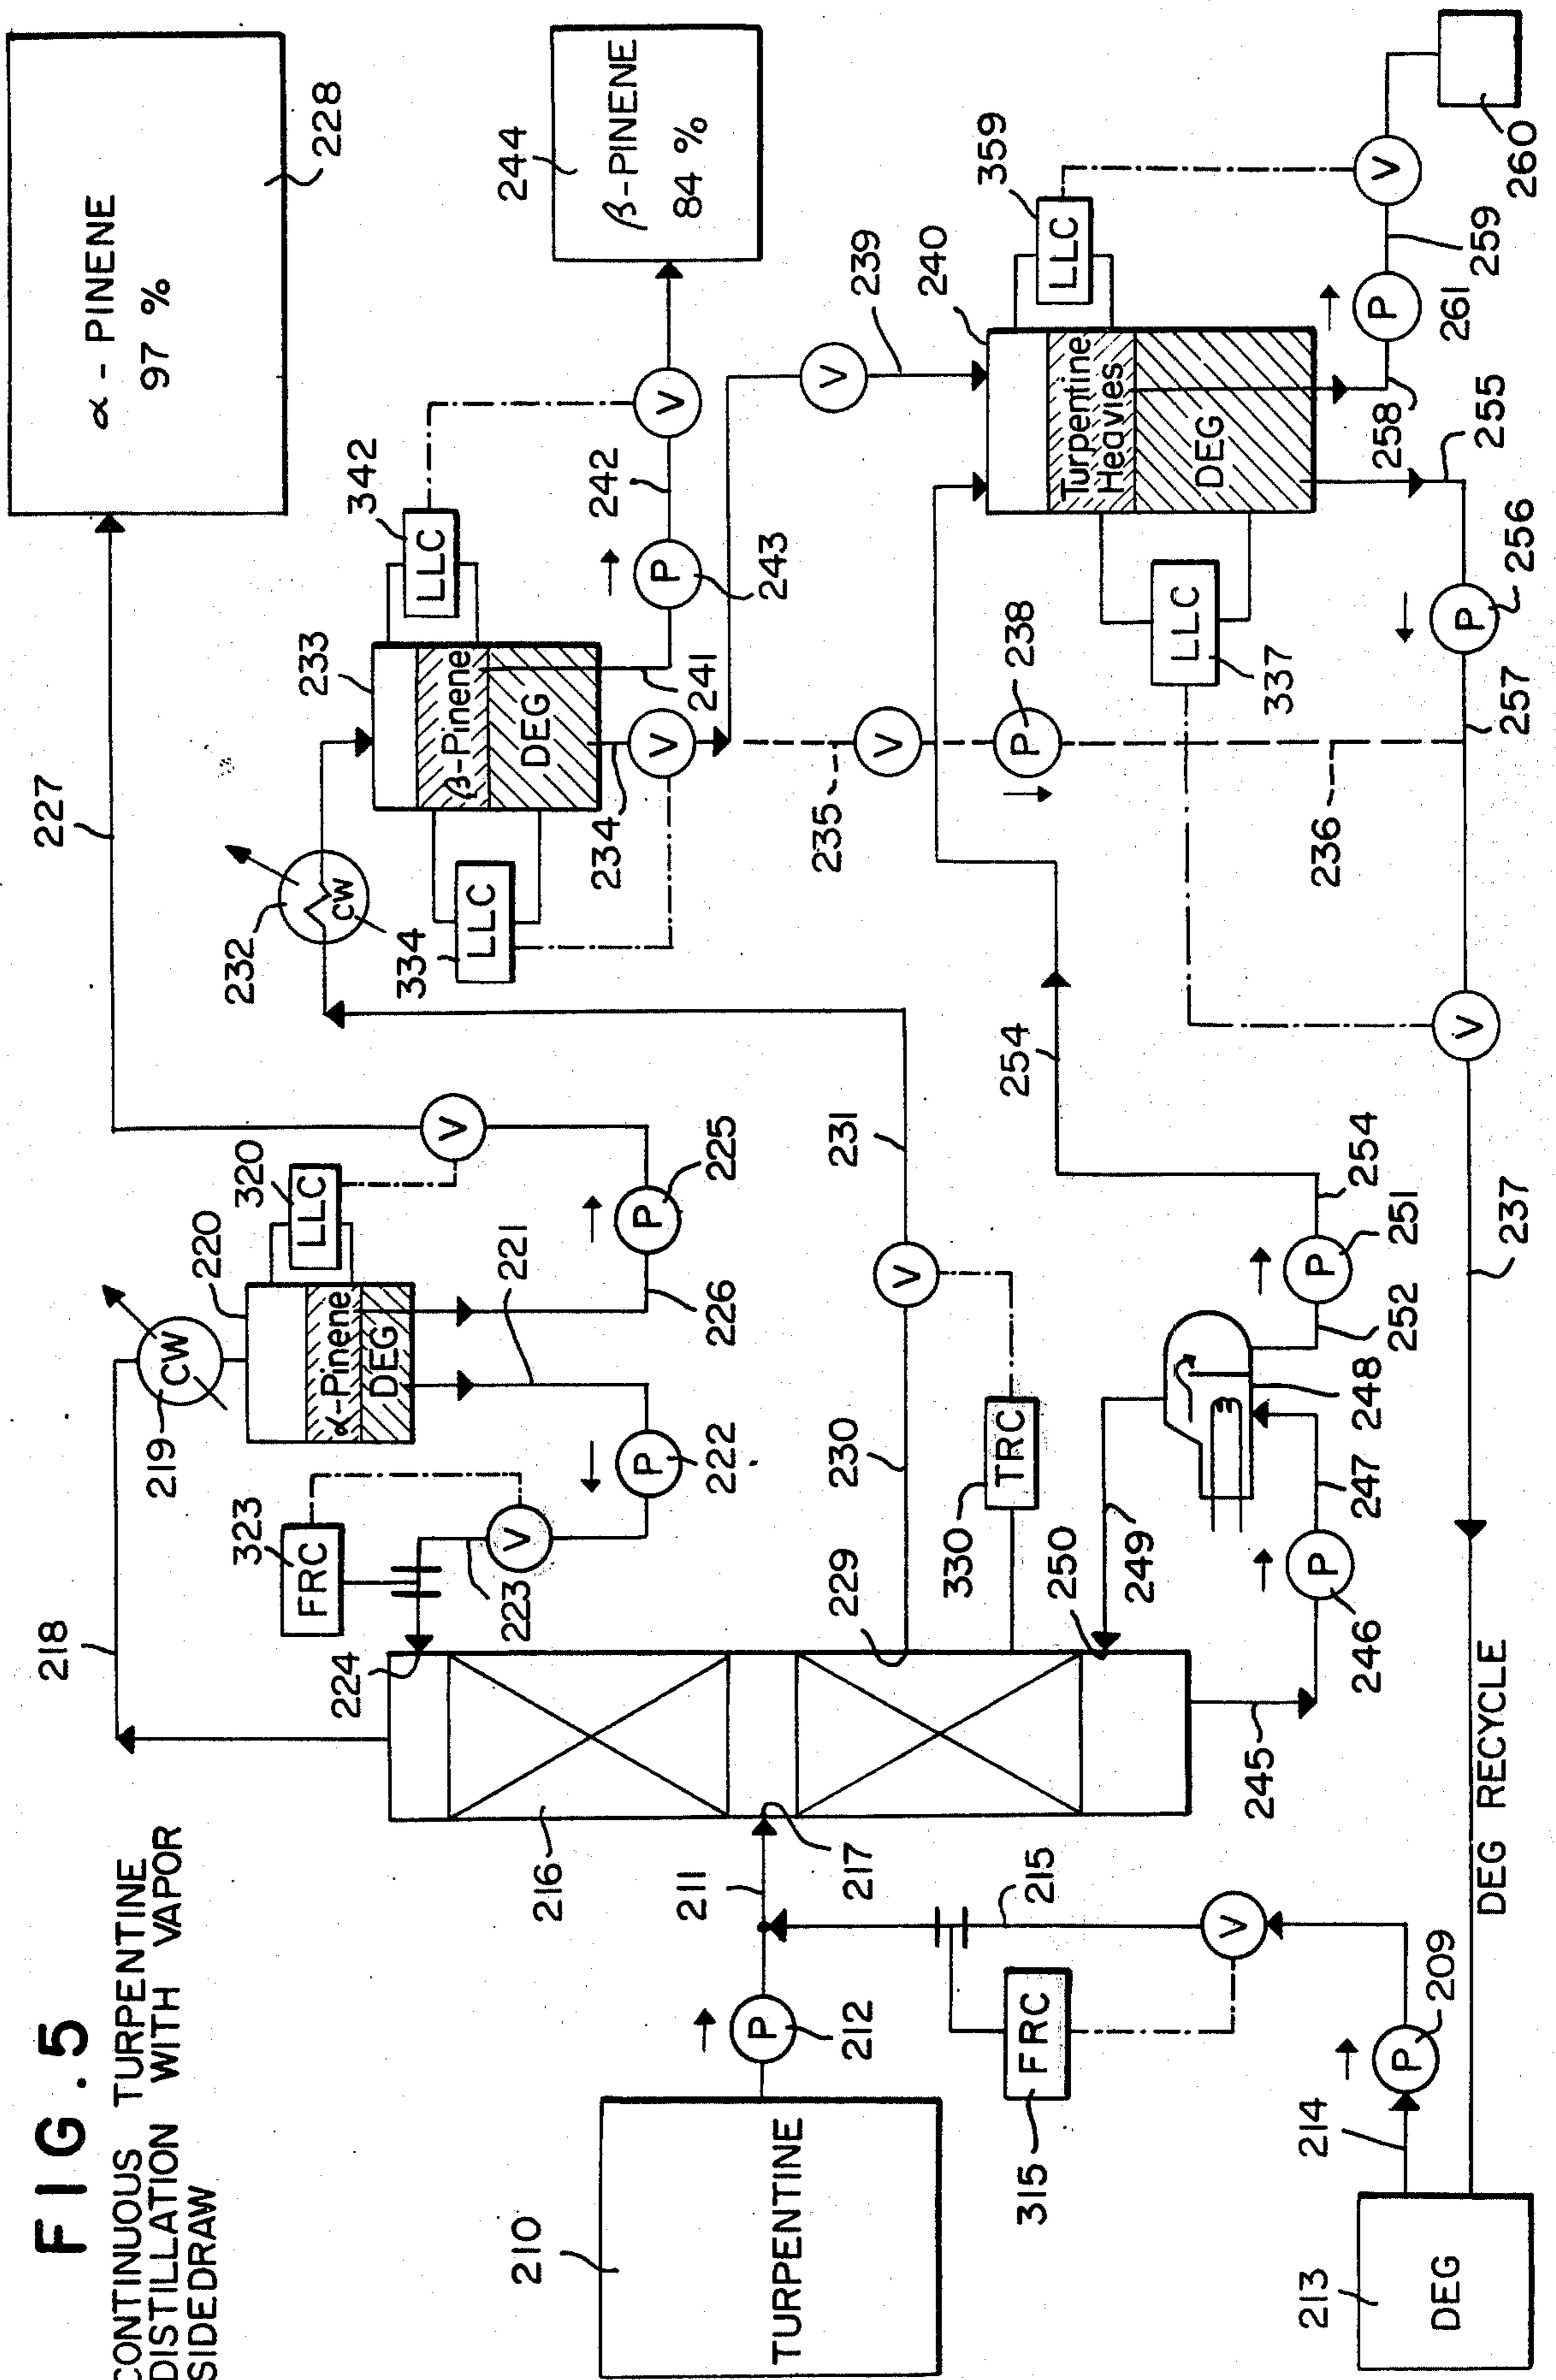 FIG.5
CONTINUOUS TURPENTINE
DISTILLATION WITH VAPOR
SIDEDRAW
α - PINENE
97 %
228
227
244
β-PINENE
84 %
218
219
CW
220
α-Pinene
DEG
320
LLC
V
323
FRC
V
223
224
222
P
221
226
P
225
232
CW
233
β-Pinene
DEG
342
LLC
334
LLC
234
V
241
242
P
243
V
V
239
240
Turpentine
Heavies
DEG
359
LLC
V
260
259
P
261
258
255
256
P
257
LLC
337
235
V
P
238
236
V
237
216
217
211
229
230
V
231
330
TRC
250
249
248
247
P
246
245
252
P
251
254
254
210
TURPENTINE
P
212
215
V
315
FRC
P
209
214
213
DEG
DEG RECYCLE